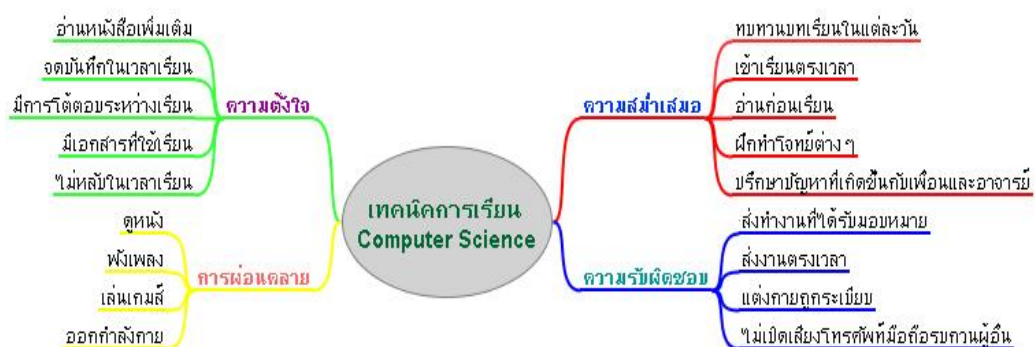 เทคนิคการเรียน
Computer Science
ความตั้งใจ
อ่านหนังสือเพิ่มเติม
จดบันทึกในเวลาเรียน
มีการโต้ตอบระหว่างเรียน
มีเอกสารที่ใช้เรียน
ไม่หลับในเวลาเรียน
การผ่อนคลาย
ดูหนัง
ฟังเพลง
เล่นเกมส์
ออกกำลังกาย
ความสม่ำเสมอ
ทบทวนบทเรียนในแต่ละวัน
เข้าเรียนตรงเวลา
อ่านก่อนเรียน
ฝึกทำโจทย์ต่างๆ
ปรึกษาปัญหาที่เกิดขึ้นกับเพื่อนและอาจารย์
ความรับผิดชอบ
สั่งทำงานที่ได้รับมอบหมาย
ส่งงานตรงเวลา
แต่งกายถูกระเบียบ
ไม่เปิดเสียงโทรศัพท์มือถือรบกวนผู้อื่น